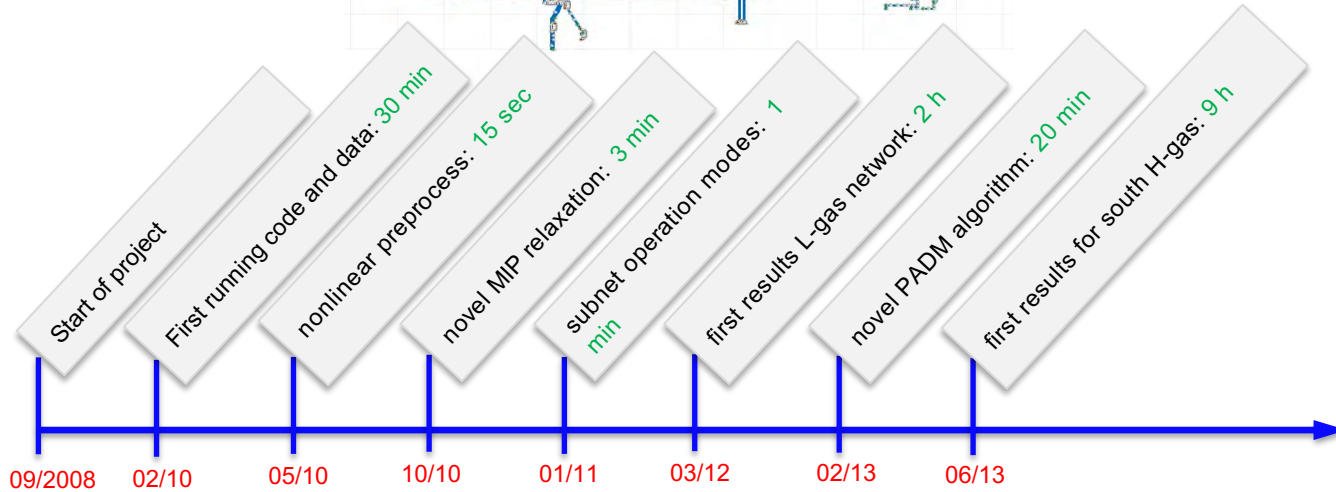 Start of project
First running code and data: 30 min
nonlinear preprocess: 15 sec
novel MIP relaxation: 3 min
subnet operation modes: 1
min
first results L-gas network: 2 h
novel PADM algorithm: 20 min
first results for south H-gas: 9 h
09/2008
02/10
05/10
10/10
01/11
03/12
02/13
06/13